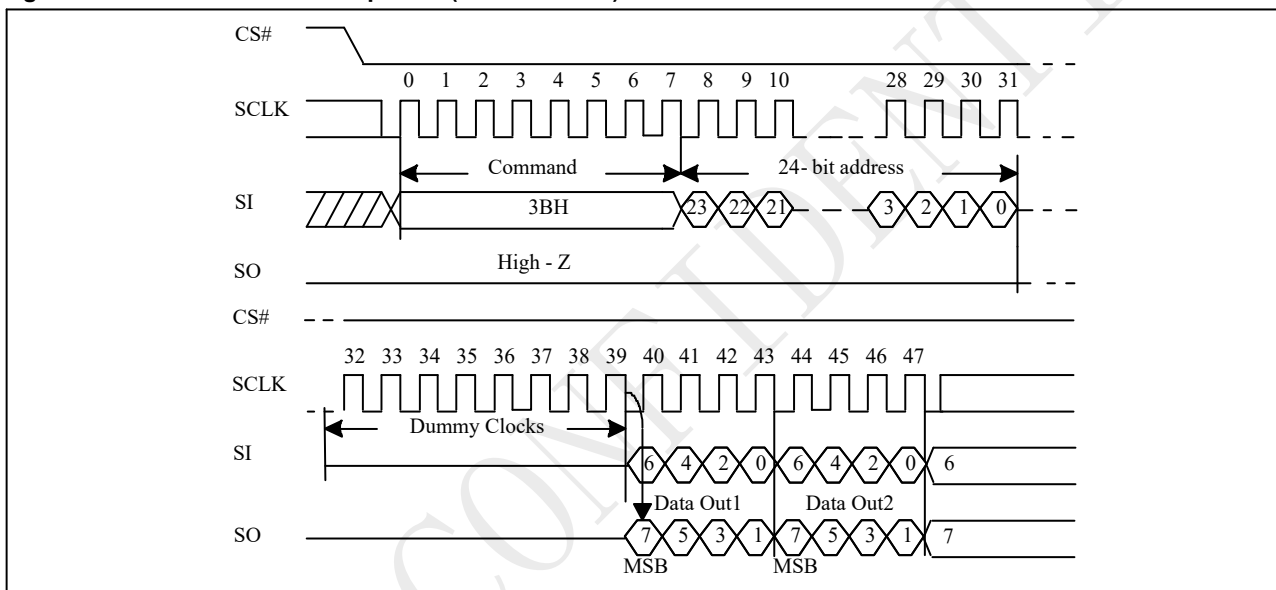 CS#
0 1 2 3 4 5 6 7 8 9 10 28 29 30 31
SCLK
Command 24- bit address
SI 3BH 23 22 21 3 2 1 0
SO High - Z
CS#
32 33 34 35 36 37 38 39 40 41 42 43 44 45 46 47
SCLK
Dummy Clocks
SI 6 4 2 0 6 4 2 0 6
Data Out1 Data Out2
SO 7 5 3 1 7 5 3 1 7
MSB MSB
CONFIDENT